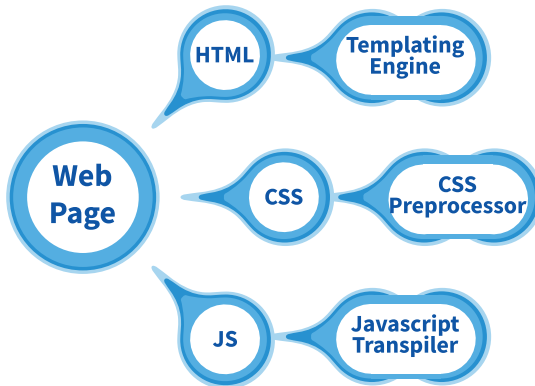 HTML
Templating
Engine
Web
Page
CSS
CSS
Preprocessor
JS
Javascript
Transpiler